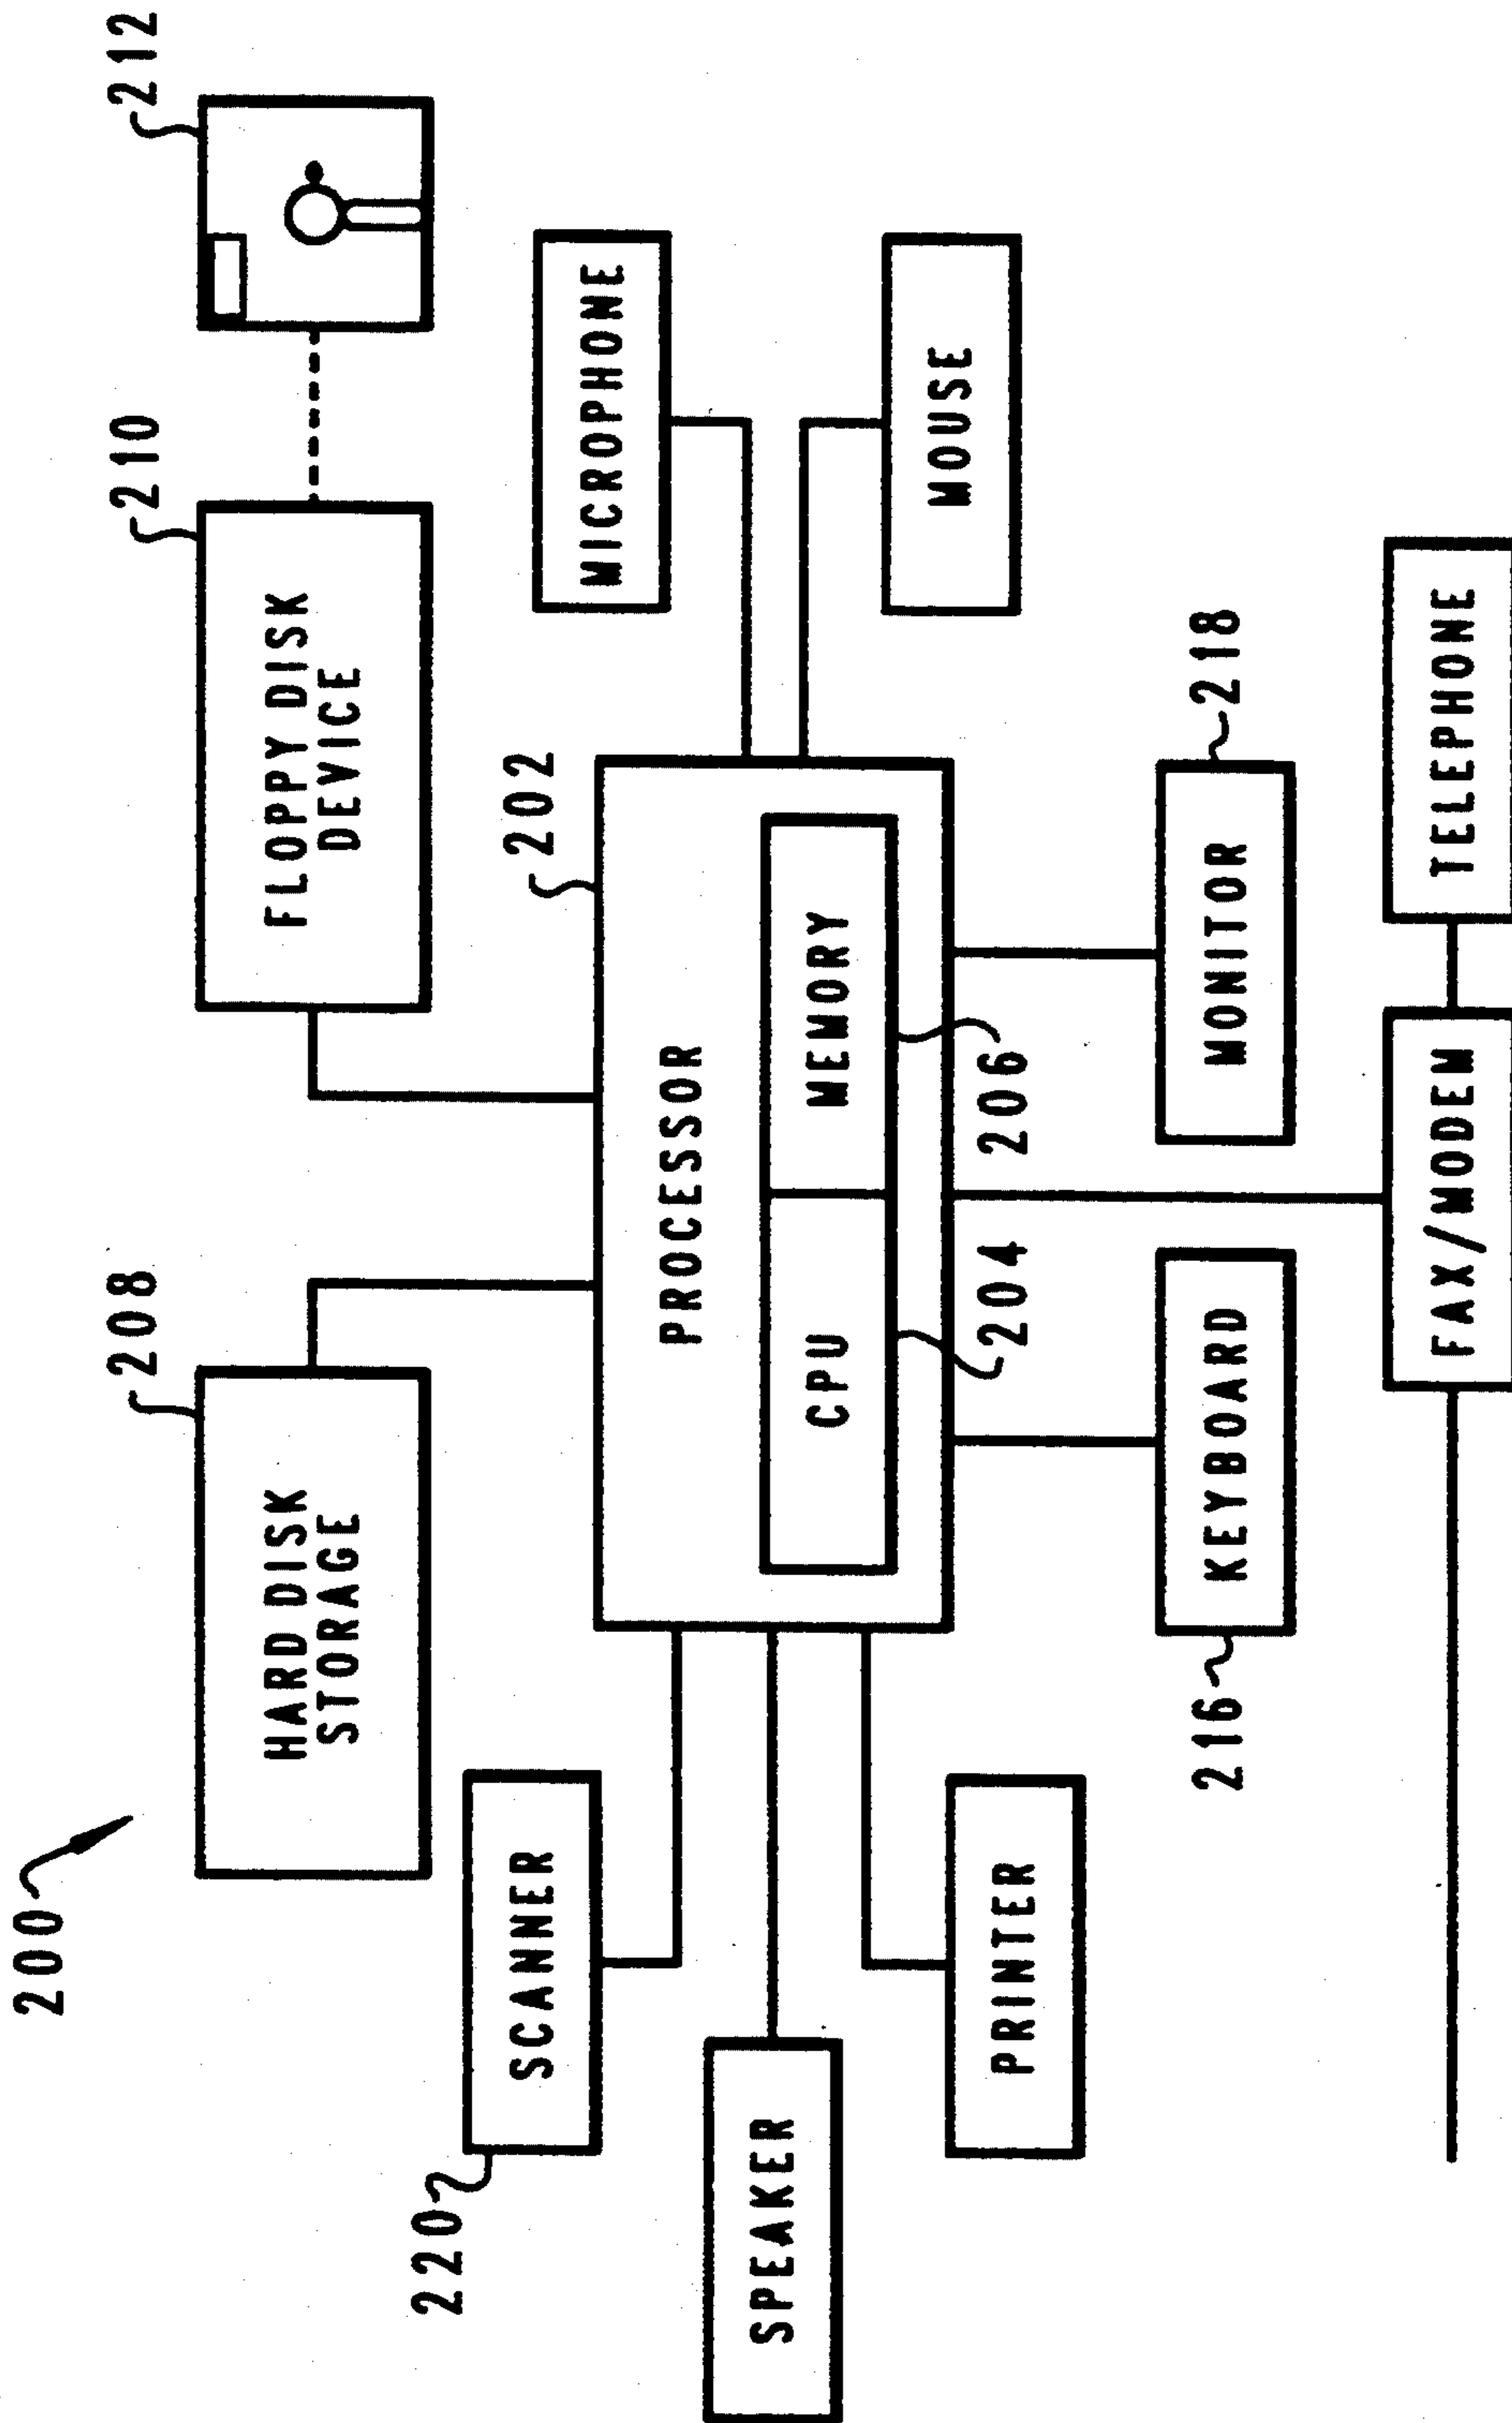 200
208
210
212
HARD DISK
STORAGE
FLOPPY DISK
DEVICE
220
SCANNER
202
MICROPHONE
PROCESSOR
SPEAKER
CPU
MEMORY
PRINTER
204
206
MOUSE
216
KEYBOARD
MONITOR
218
FAX/MODEM
TELEPHONE